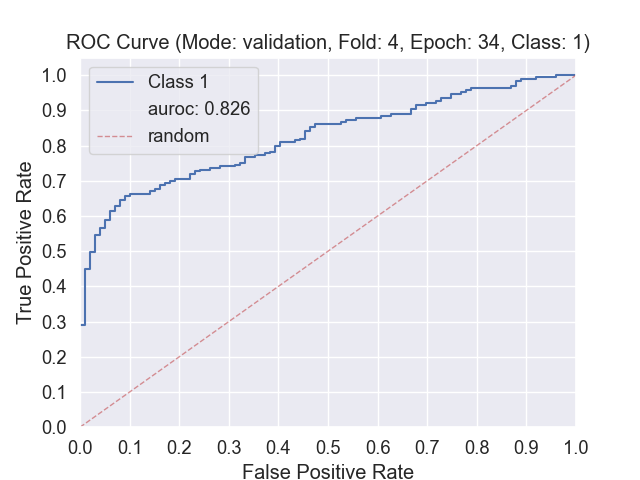 ROC Curve (Mode: validation, Fold: 4, Epoch: 34, Class: 1)
Class 1
auroc: 0.826
random
True Positive Rate
1.0
0.9
0.8
0.7
0.6
0.5
0.4
0.3
0.2
0.1
0.0
0.0 0.1 0.2 0.3 0.4 0.5 0.6 0.7 0.8 0.9 1.0
False Positive Rate